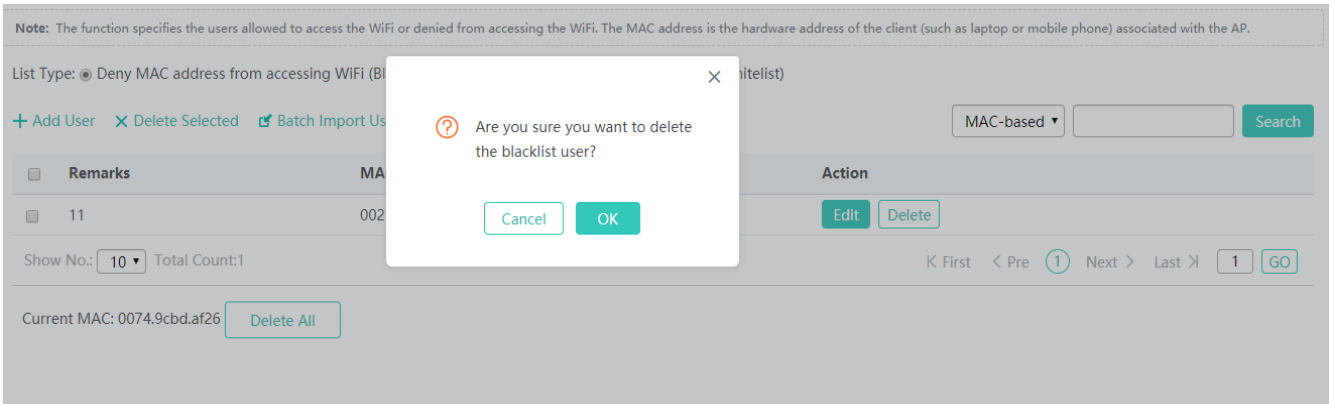 Note: The function specifies the users allowed to access the WiFi or denied from accessing the WiFi. The MAC address is the hardware address of the client (such as laptop or mobile phone) associated with the AP.
List Type: Deny MAC address from accessing WiFi (Bl hitelist)
Add User Delete Selected Batch Import Us MAC-based Search
Are you sure you want to delete
the blacklist user?
Remarks MA Action
11 002 Edit Delete
Cancel OK
Show No.: 10 Total Count:1 First Pre 1 Next Last 1 GO
Current MAC: 0074.9cbd.af26 Delete All